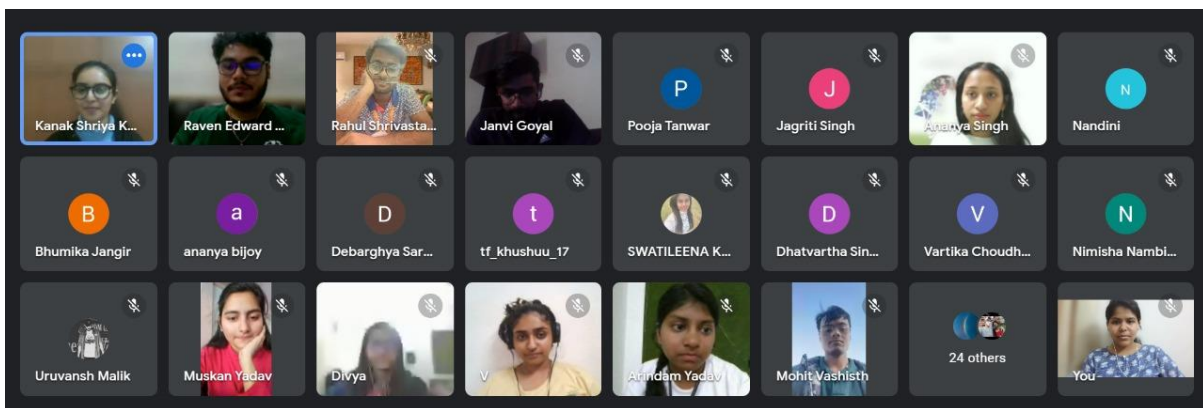 Kanak Shriya K...
Raven Edward ...
Rahul Shrivasta...
Janvi Goyal
P
Pooja Tanwar
J
Jagriti Singh
Ananya Singh
N
Nandini
B
Bhumika Jangir
a
ananya bijoy
D
Debarghya Sar...
t
tf_khushuu_17
SWATILEENA K...
D
Dhatvartha Sin...
V
Vartika Choudh...
N
Nimisha Nambi...
Uruvansh Malik
Muskan Yadav
Divya
V
Arindam Yadav
Mohit Vashisth
24 others
You